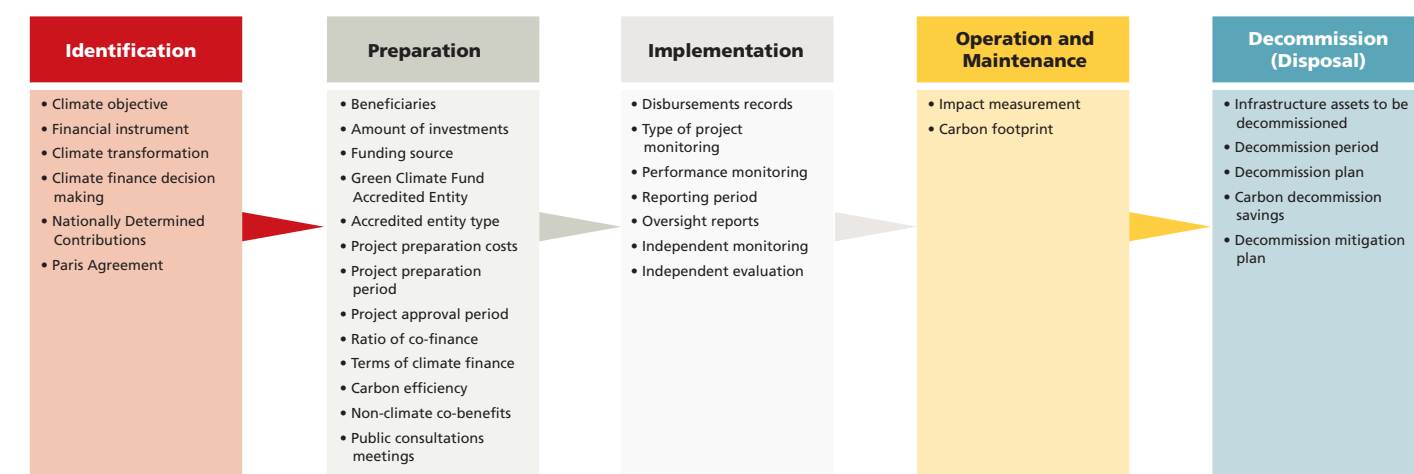 Identification
• Climate objective
• Financial instrument
• Climate transformation
• Climate finance decision
making
• Nationally Determined
Contributions
• Paris Agreement
Preparation
• Beneficiaries
• Amount of investments
• Funding source
• Green Climate Fund
Accredited Entity
• Accredited entity type
• Project preparation costs
• Project preparation
period
• Project approval period
• Ratio of co-finance
• Terms of climate finance
• Carbon efficiency
• Non-climate co-benefits
• Public consultations
meetings
Implementation
• Disbursements records
• Type of project
monitoring
• Performance monitoring
• Reporting period
• Oversight reports
• Independent monitoring
• Independent evaluation
Operation and
Maintenance
• Impact measurement
• Carbon footprint
Decommission
(Disposal)
• Infrastructure assets to be
decommissioned
• Decommission period
• Decommission plan
• Carbon decommission
savings
• Decommission mitigation
plan